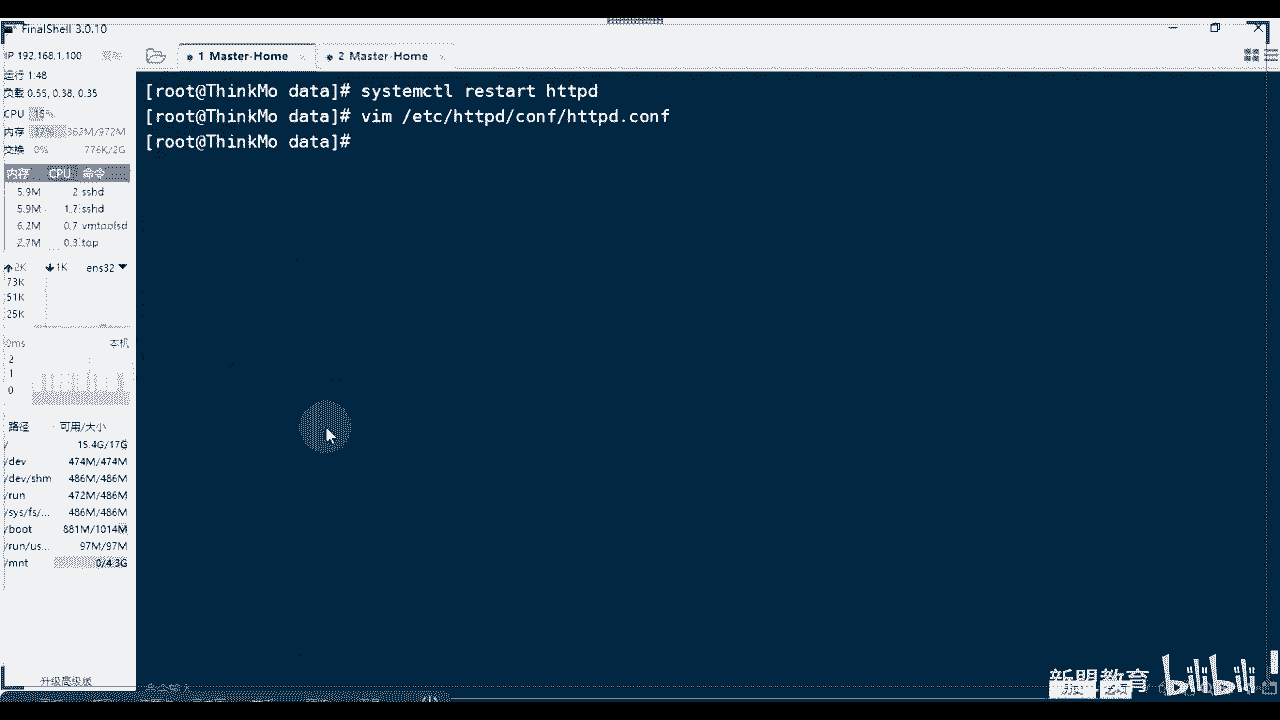 FinalShell 3.0.10
IP 192.168.1.100
运行 1:48
负载 0.55, 0.38, 0.35
CPU
内存 363M/972M
交换 0% 776K/2G
内存 CPU 命令
5.9M 2 sshd
5.9M 1.7 sshd
6.2M 0.7 vmtoolsd
2.7M 0.3 top
2K 1K ens32
73K
51K
25K
0ms 本机
2
1
0
路径 可用/大小
/ 15.4G/17G
/dev 474M/474M
/dev/shm 486M/486M
/run 472M/486M
/sys/fs/... 486M/486M
/boot 881M/1014M
/run/us... 97M/97M
/mnt 0/4.3G
升级高级版
1 Master-Home
2 Master-Home
[root@ThinkMo data]# systemctl restart httpd
[root@ThinkMo data]# vim /etc/httpd/conf/httpd.conf
[root@ThinkMo data]#
新盟教育 bilibili